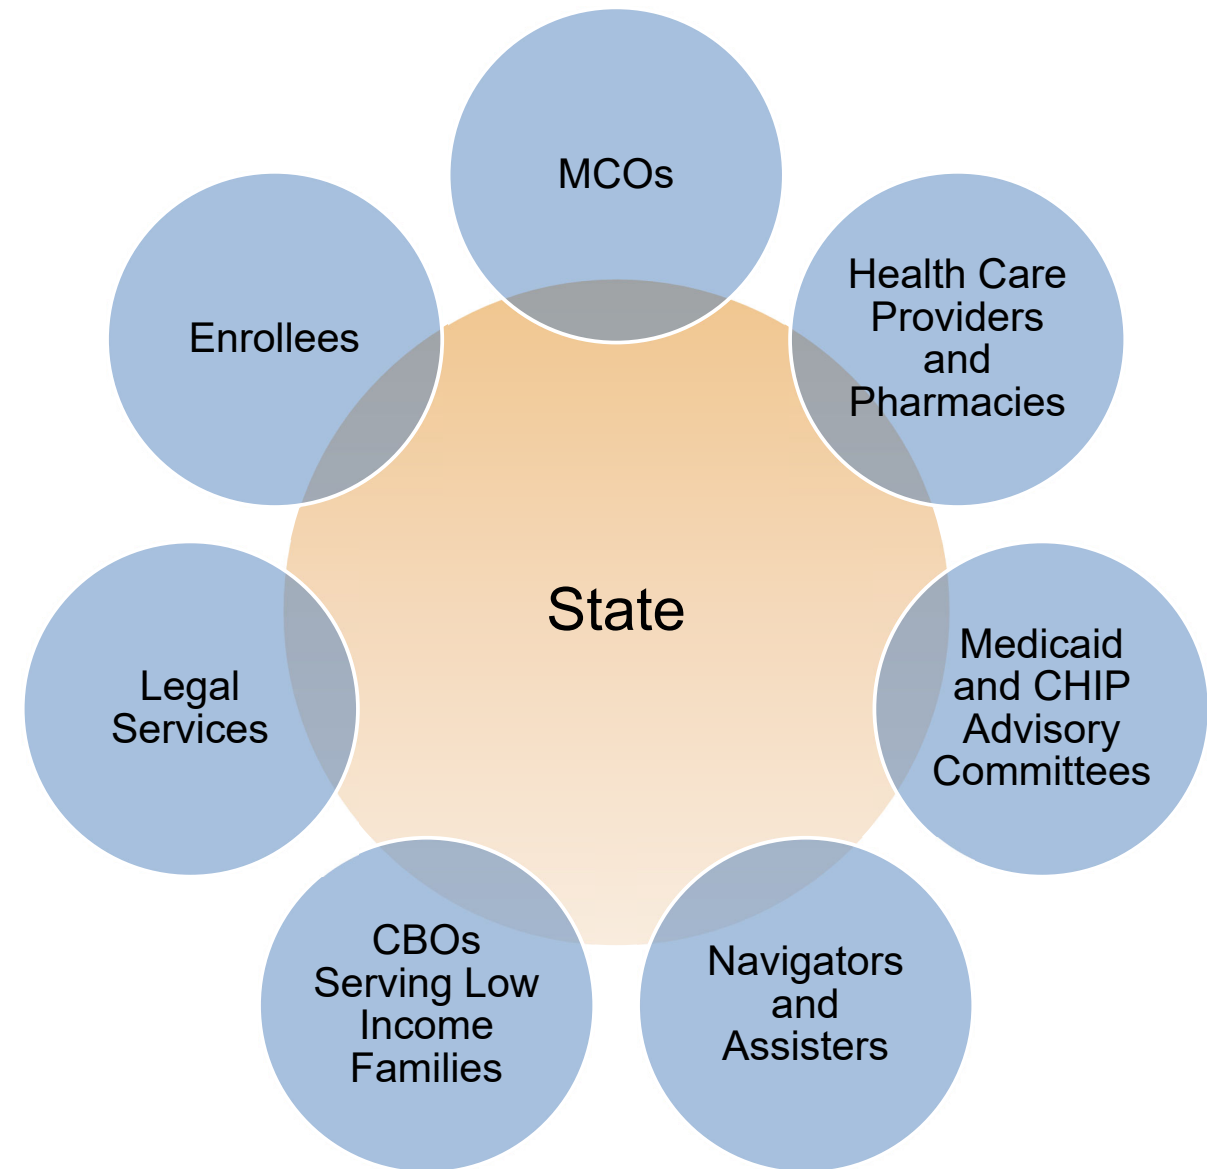 MCOs
Health Care
Providers
and
Pharmacies
Enrollees
State
Medicaid
and CHIP
Advisory
Committees
Legal
Services
CBOs
Serving Low
Income
Families
Navigators
and
Assisters